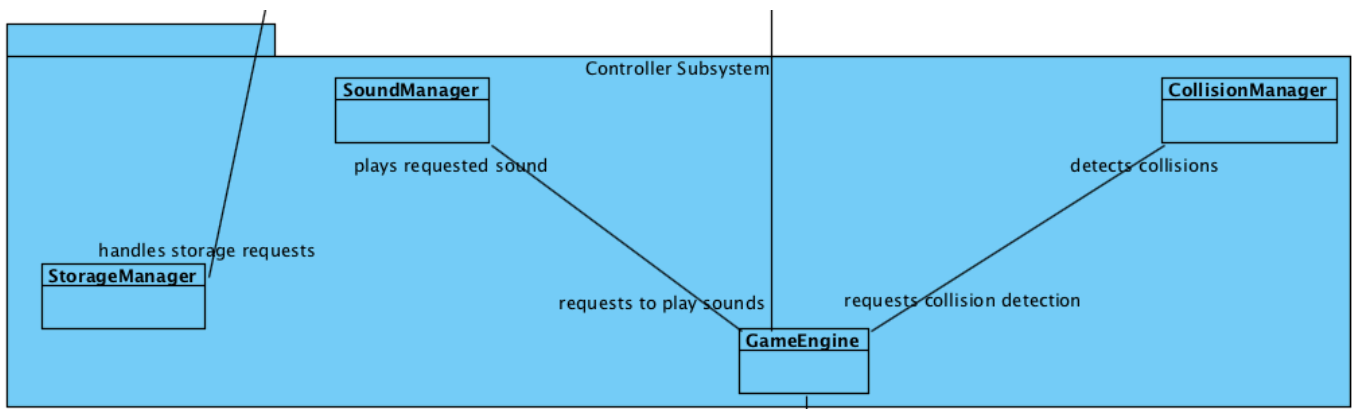 Controller Subsystem
SoundManager
CollisionManager
plays requested sound
detects collisions
handles storage requests
StorageManager
requests to play sounds
requests collision detection
GameEngine